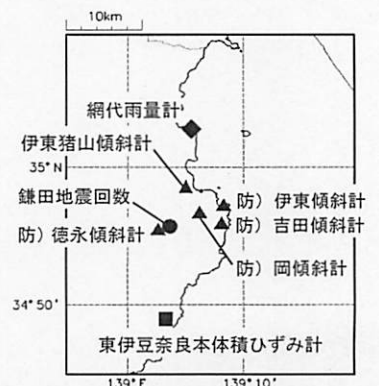 10km
網代雨量計
伊東猪山傾斜計
35°N
鎌田地震回数
防）伊東傾斜計
防）徳永傾斜計
防）吉田傾斜計
防）岡傾斜計
34°50'
東伊豆奈良本体積ひずみ計
139°E
139°10'